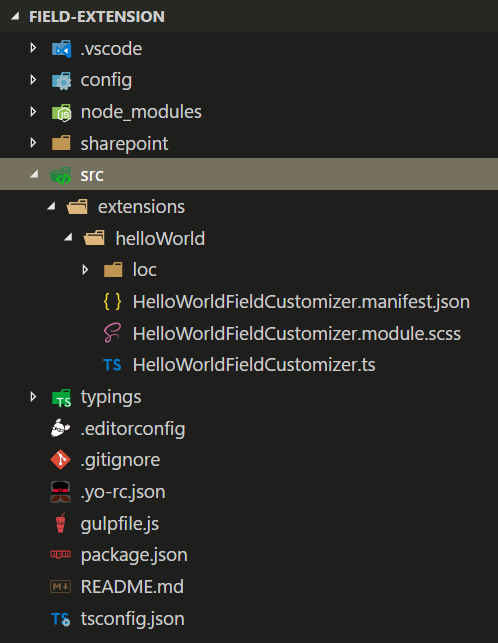 FIELD-EXTENSION
.vscode
config
node_modules
sharepoint
src
extensions
helloWorld
loc
{ } HelloWorldFieldCustomizer.manifest.json
HelloWorldFieldCustomizer.module.scss
TS HelloWorldFieldCustomizer.ts
TS typings
.editorconfig
.gitignore
.yo-rc.json
gulpfile.js
npm package.json
M README.md
TS tsconfig.json